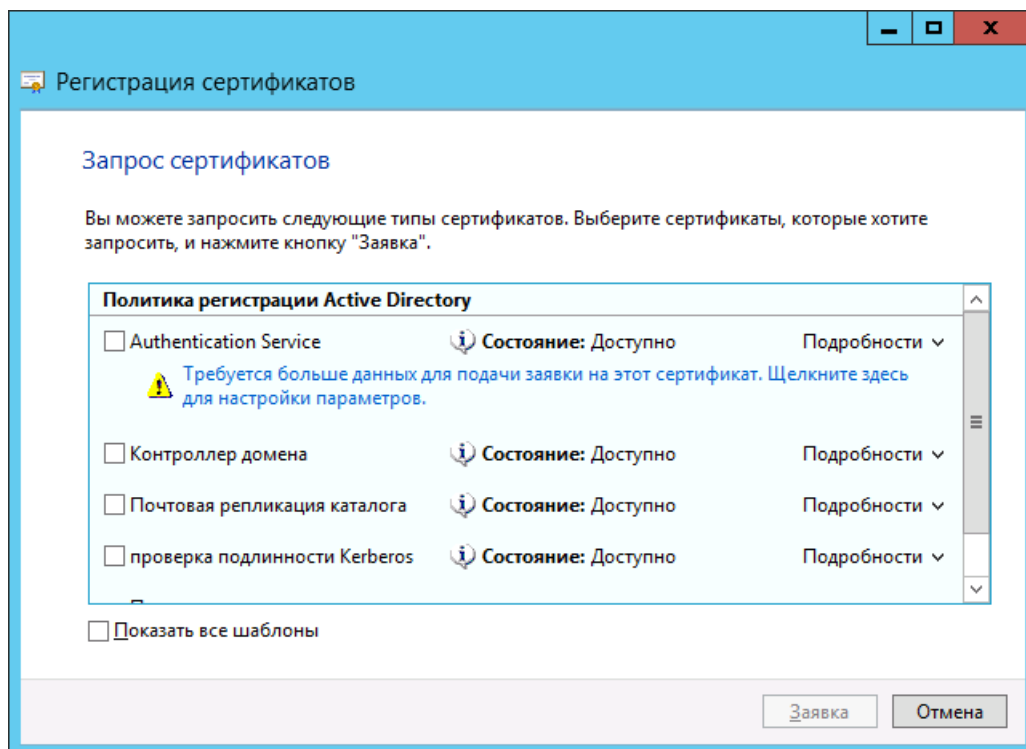 Регистрация сертификатов
Запрос сертификатов
Вы можете запросить следующие типы сертификатов. Выберите сертификаты, которые хотите
запросить, и нажмите кнопку "Заявка".
Политика регистрации Active Directory
Authentication Service Состояние: Доступно Подробности
Требуется больше данных для подачи заявки на этот сертификат. Щелкните здесь
для настройки параметров.
Контроллер домена Состояние: Доступно Подробности
Почтовая репликация каталога Состояние: Доступно Подробности
проверка подлинности Kerberos Состояние: Доступно Подробности
Показать все шаблоны
Заявка Отмена